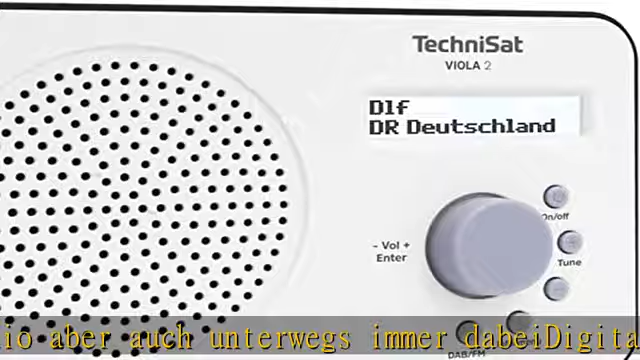 TechniSat
VIOLA 2
Dlf
DR Deutschland
On/off
- Vol +
Enter
Tune
DAB/FM
io aber auch unterwegs immer dabeiDigita